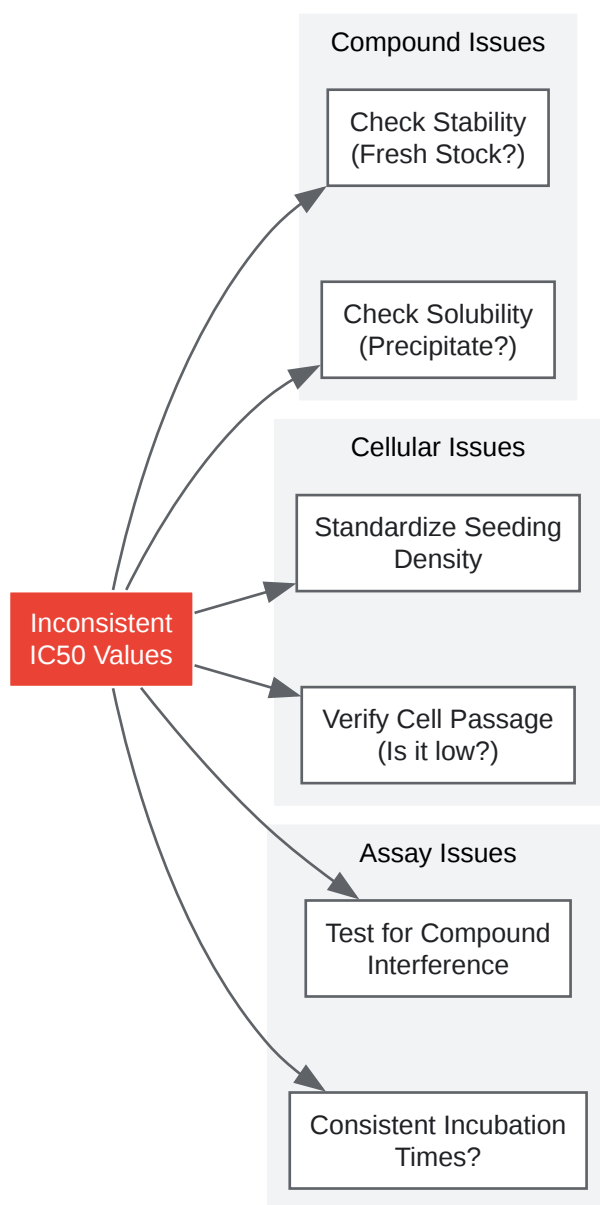 Compound Issues
Check Stability
(Fresh Stock?)
Check Solubility
(Precipitate?)
Cellular Issues
Standardize Seeding
Density
Inconsistent
IC50 Values
Verify Cell Passage
(Is it low?)
Assay Issues
Test for Compound
Interference
Consistent Incubation
Times?